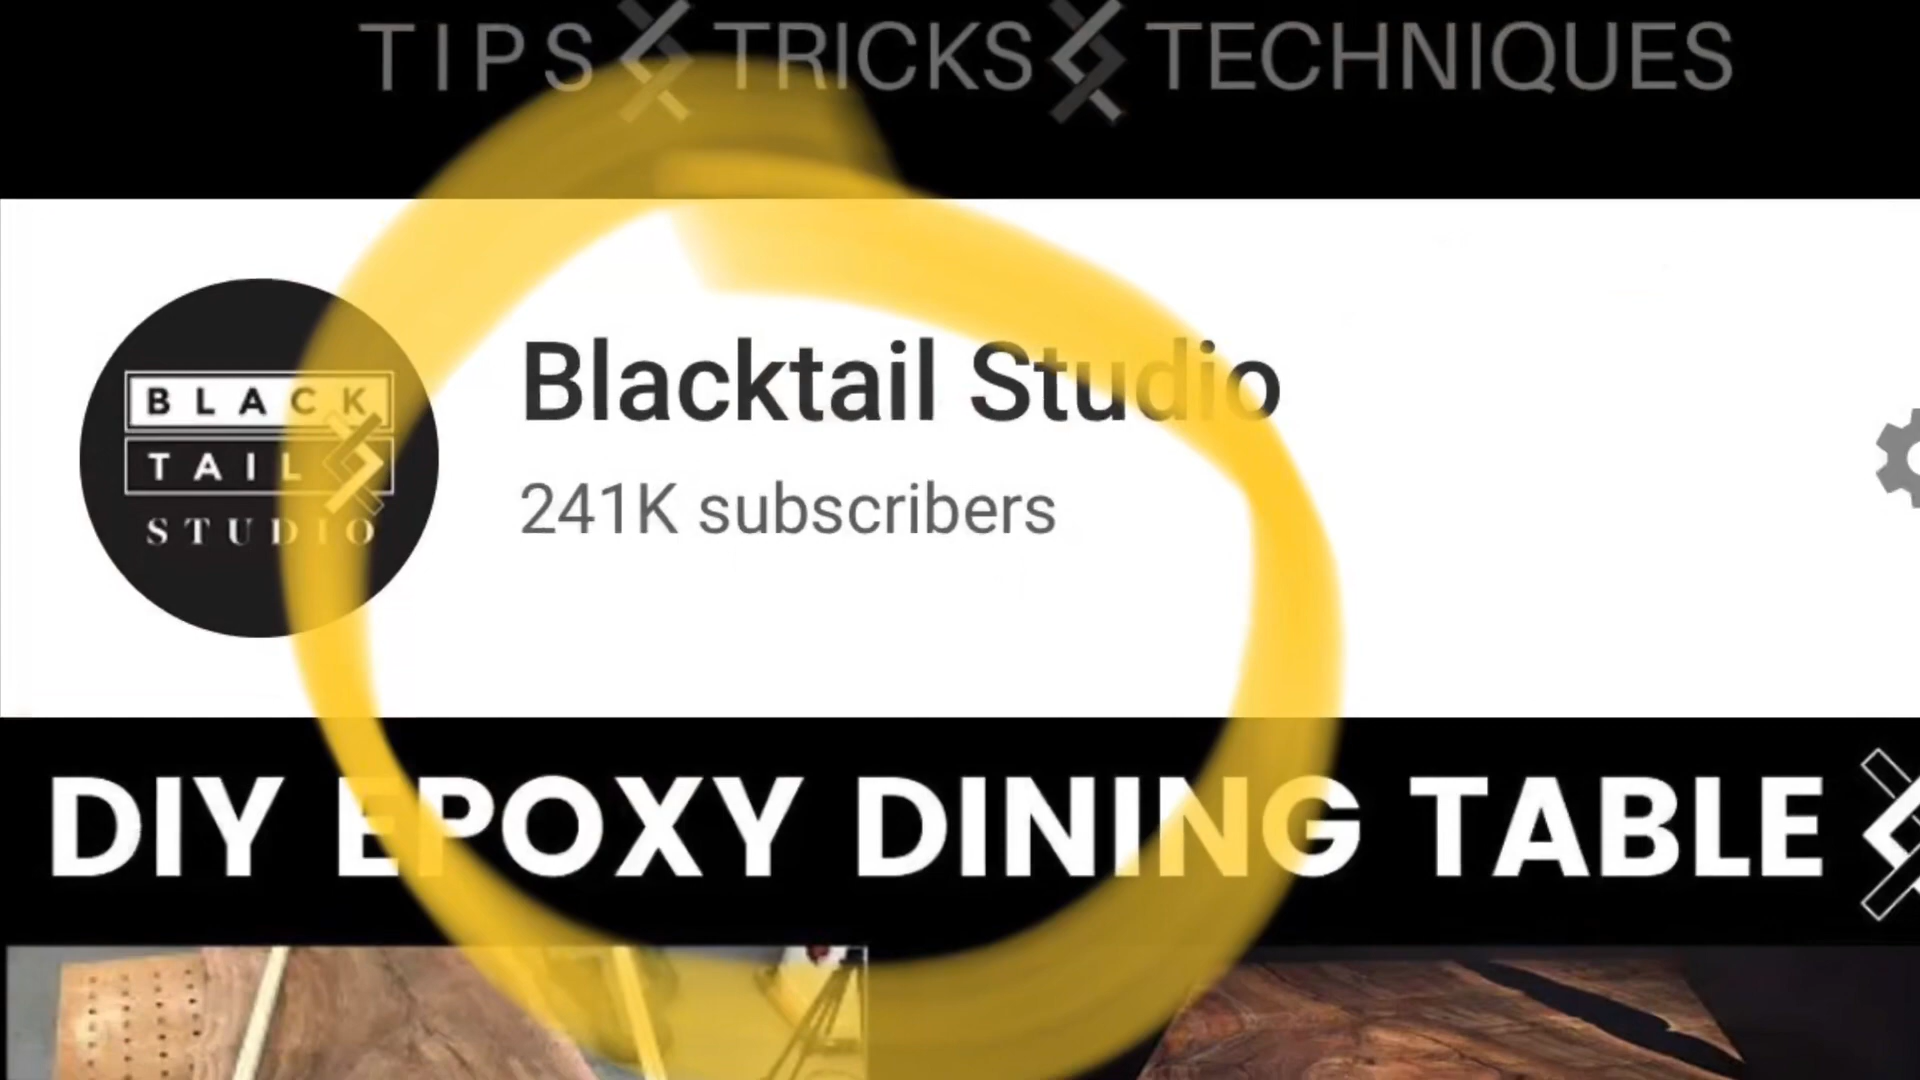 TIPS TRICKS TECHNIQUES
BLACK
TAIL
STUDIO
Blacktail Studio
241K subscribers
DIY EPOXY DINING TABLE